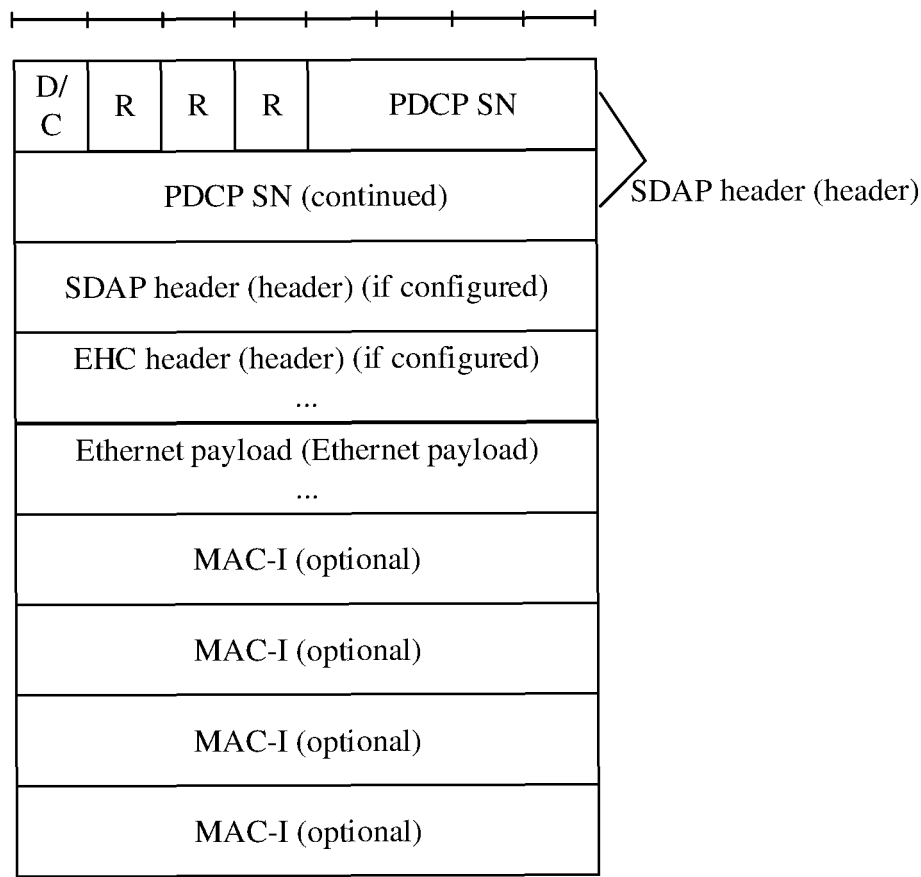 D/
C
R
R
R
PDCP SN
PDCP SN (continued)
SDAP header (header)
SDAP header (header) (if configured)
EHC header (header) (if configured)
...
Ethernet payload (Ethernet payload)
...
MAC-I (optional)
MAC-I (optional)
MAC-I (optional)
MAC-I (optional)